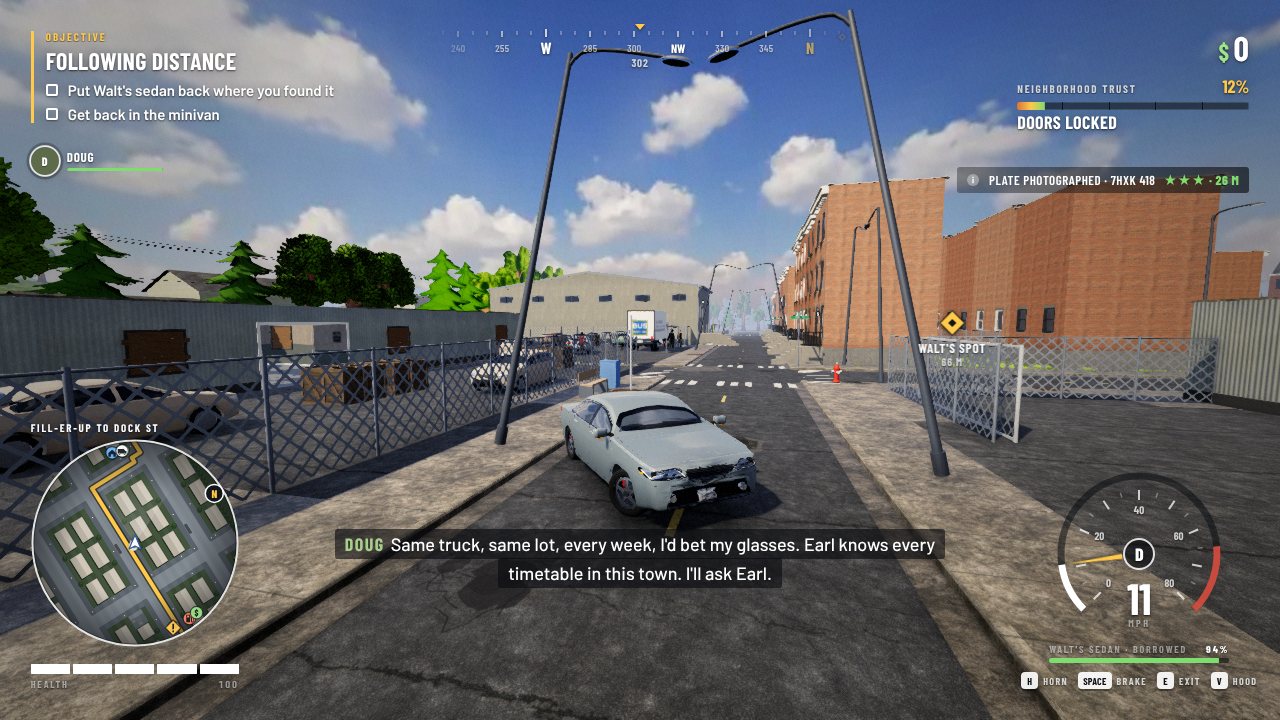 OBJECTIVE
FOLLOWING DISTANCE
Put Walt's sedan back where you found it
Get back in the minivan
D
DOUG
240 255 W 285 300 NW 330 345 N
302
$ 0
NEIGHBORHOOD TRUST 12%
DOORS LOCKED
i PLATE PHOTOGRAPHED · 7HXK 418 ★★★ · 26 M
BUS
WALT'S SPOT
66 M
FILL-ER-UP TO DOCK ST
N
$
!
DOUG Same truck, same lot, every week, I'd bet my glasses. Earl knows every
timetable in this town. I'll ask Earl.
0 20 40 60 80
D
11
MPH
WALT'S SEDAN · BORROWED 94%
H HORN SPACE BRAKE E EXIT V HOOD
HEALTH 100